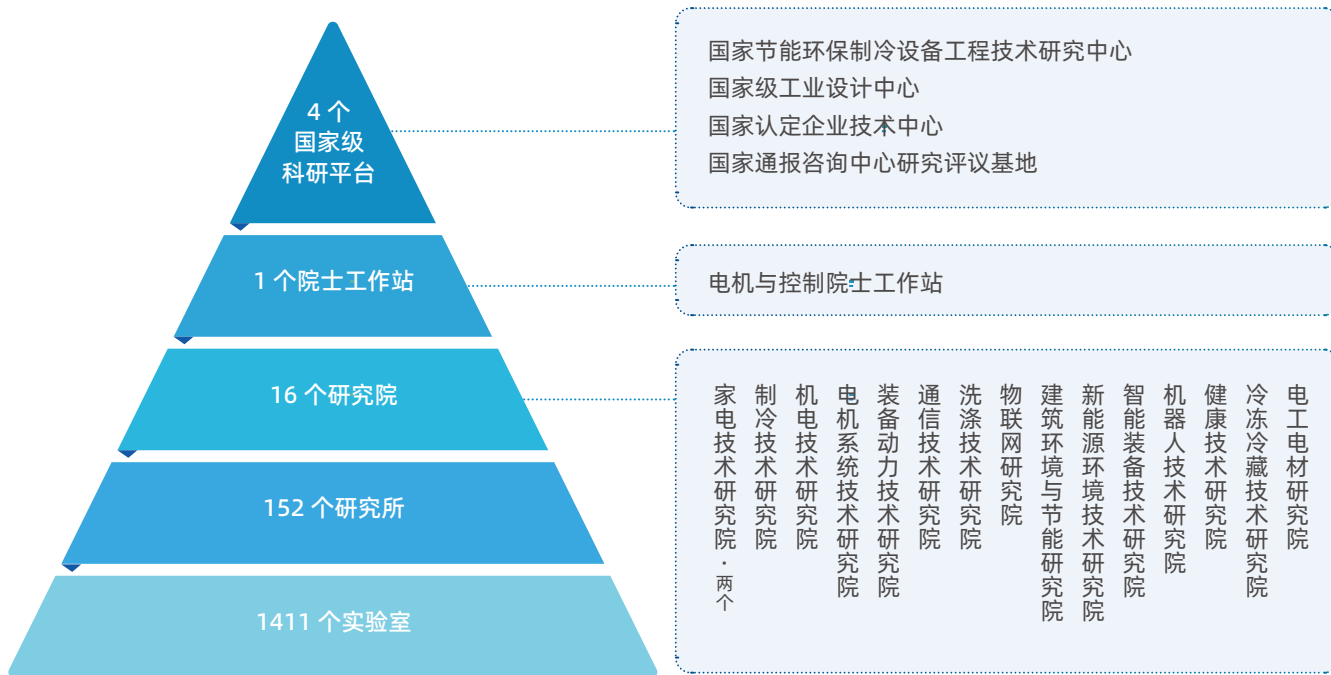 4 个
国家级
科研平台
国家节能环保制冷设备工程技术研究中心
国家级工业设计中心
国家认定企业技术中心
国家通报咨询中心研究评议基地
1 个院士工作站
电机与控制院士工作站
16 个研究院
家电技术研究院·两个
制冷技术研究院
机电技术研究院
电机系统技术研究院
装备动力技术研究院
通信技术研究院
洗涤技术研究院
物联网研究院
建筑环境与节能研究院
新能源环境技术研究院
智能装备技术研究院
机器人技术研究院
健康技术研究院
冷冻冷藏技术研究院
电工电材研究院
152 个研究所
1411 个实验室